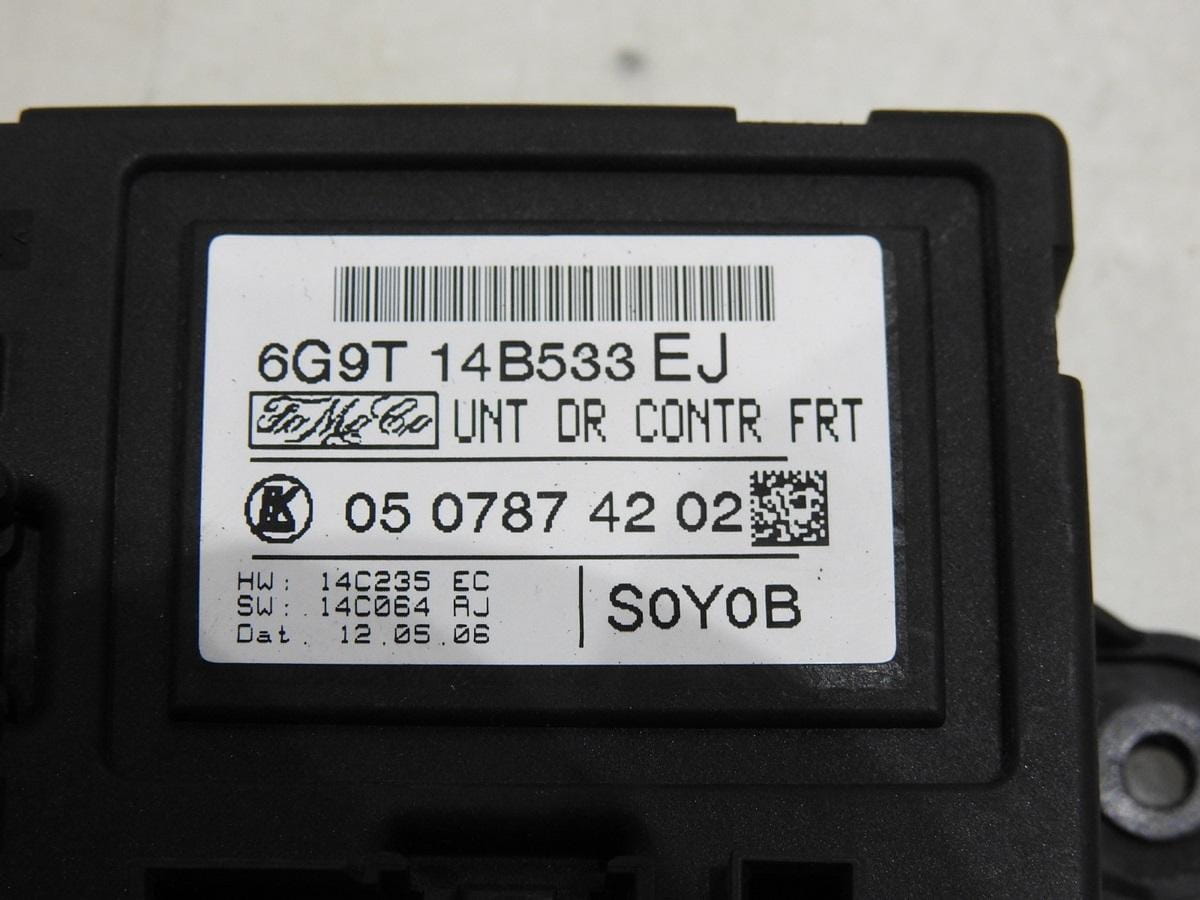 6G9T 14B533 EJ
FoMoCo UNT DR CONTR FRT
K 05 0787 42 02
HW: 14C235 EC
SW: 14C064 AJ
Dat. 12.05.06
S0Y0B